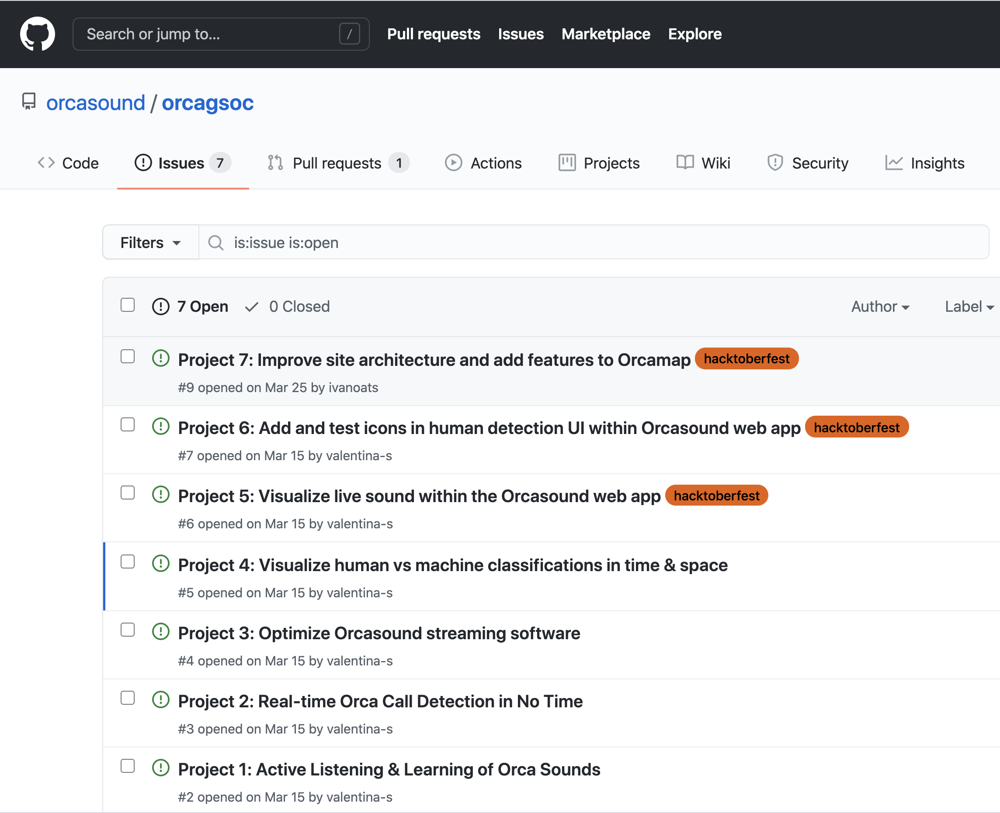 Search or jump to... / Pull requests Issues Marketplace Explore
orcasound / orcagsoc
Code Issues 7 Pull requests 1 Actions Projects Wiki Security Insights
Filters is:issue is:open
7 Open 0 Closed Author Label
Project 7: Improve site architecture and add features to Orcamap hacktoberfest
#9 opened on Mar 25 by ivanoats
Project 6: Add and test icons in human detection UI within Orcasound web app hacktoberfest
#7 opened on Mar 15 by valentina-s
Project 5: Visualize live sound within the Orcasound web app hacktoberfest
#6 opened on Mar 15 by valentina-s
Project 4: Visualize human vs machine classifications in time & space
#5 opened on Mar 15 by valentina-s
Project 3: Optimize Orcasound streaming software
#4 opened on Mar 15 by valentina-s
Project 2: Real-time Orca Call Detection in No Time
#3 opened on Mar 15 by valentina-s
Project 1: Active Listening & Learning of Orca Sounds
#2 opened on Mar 15 by valentina-s